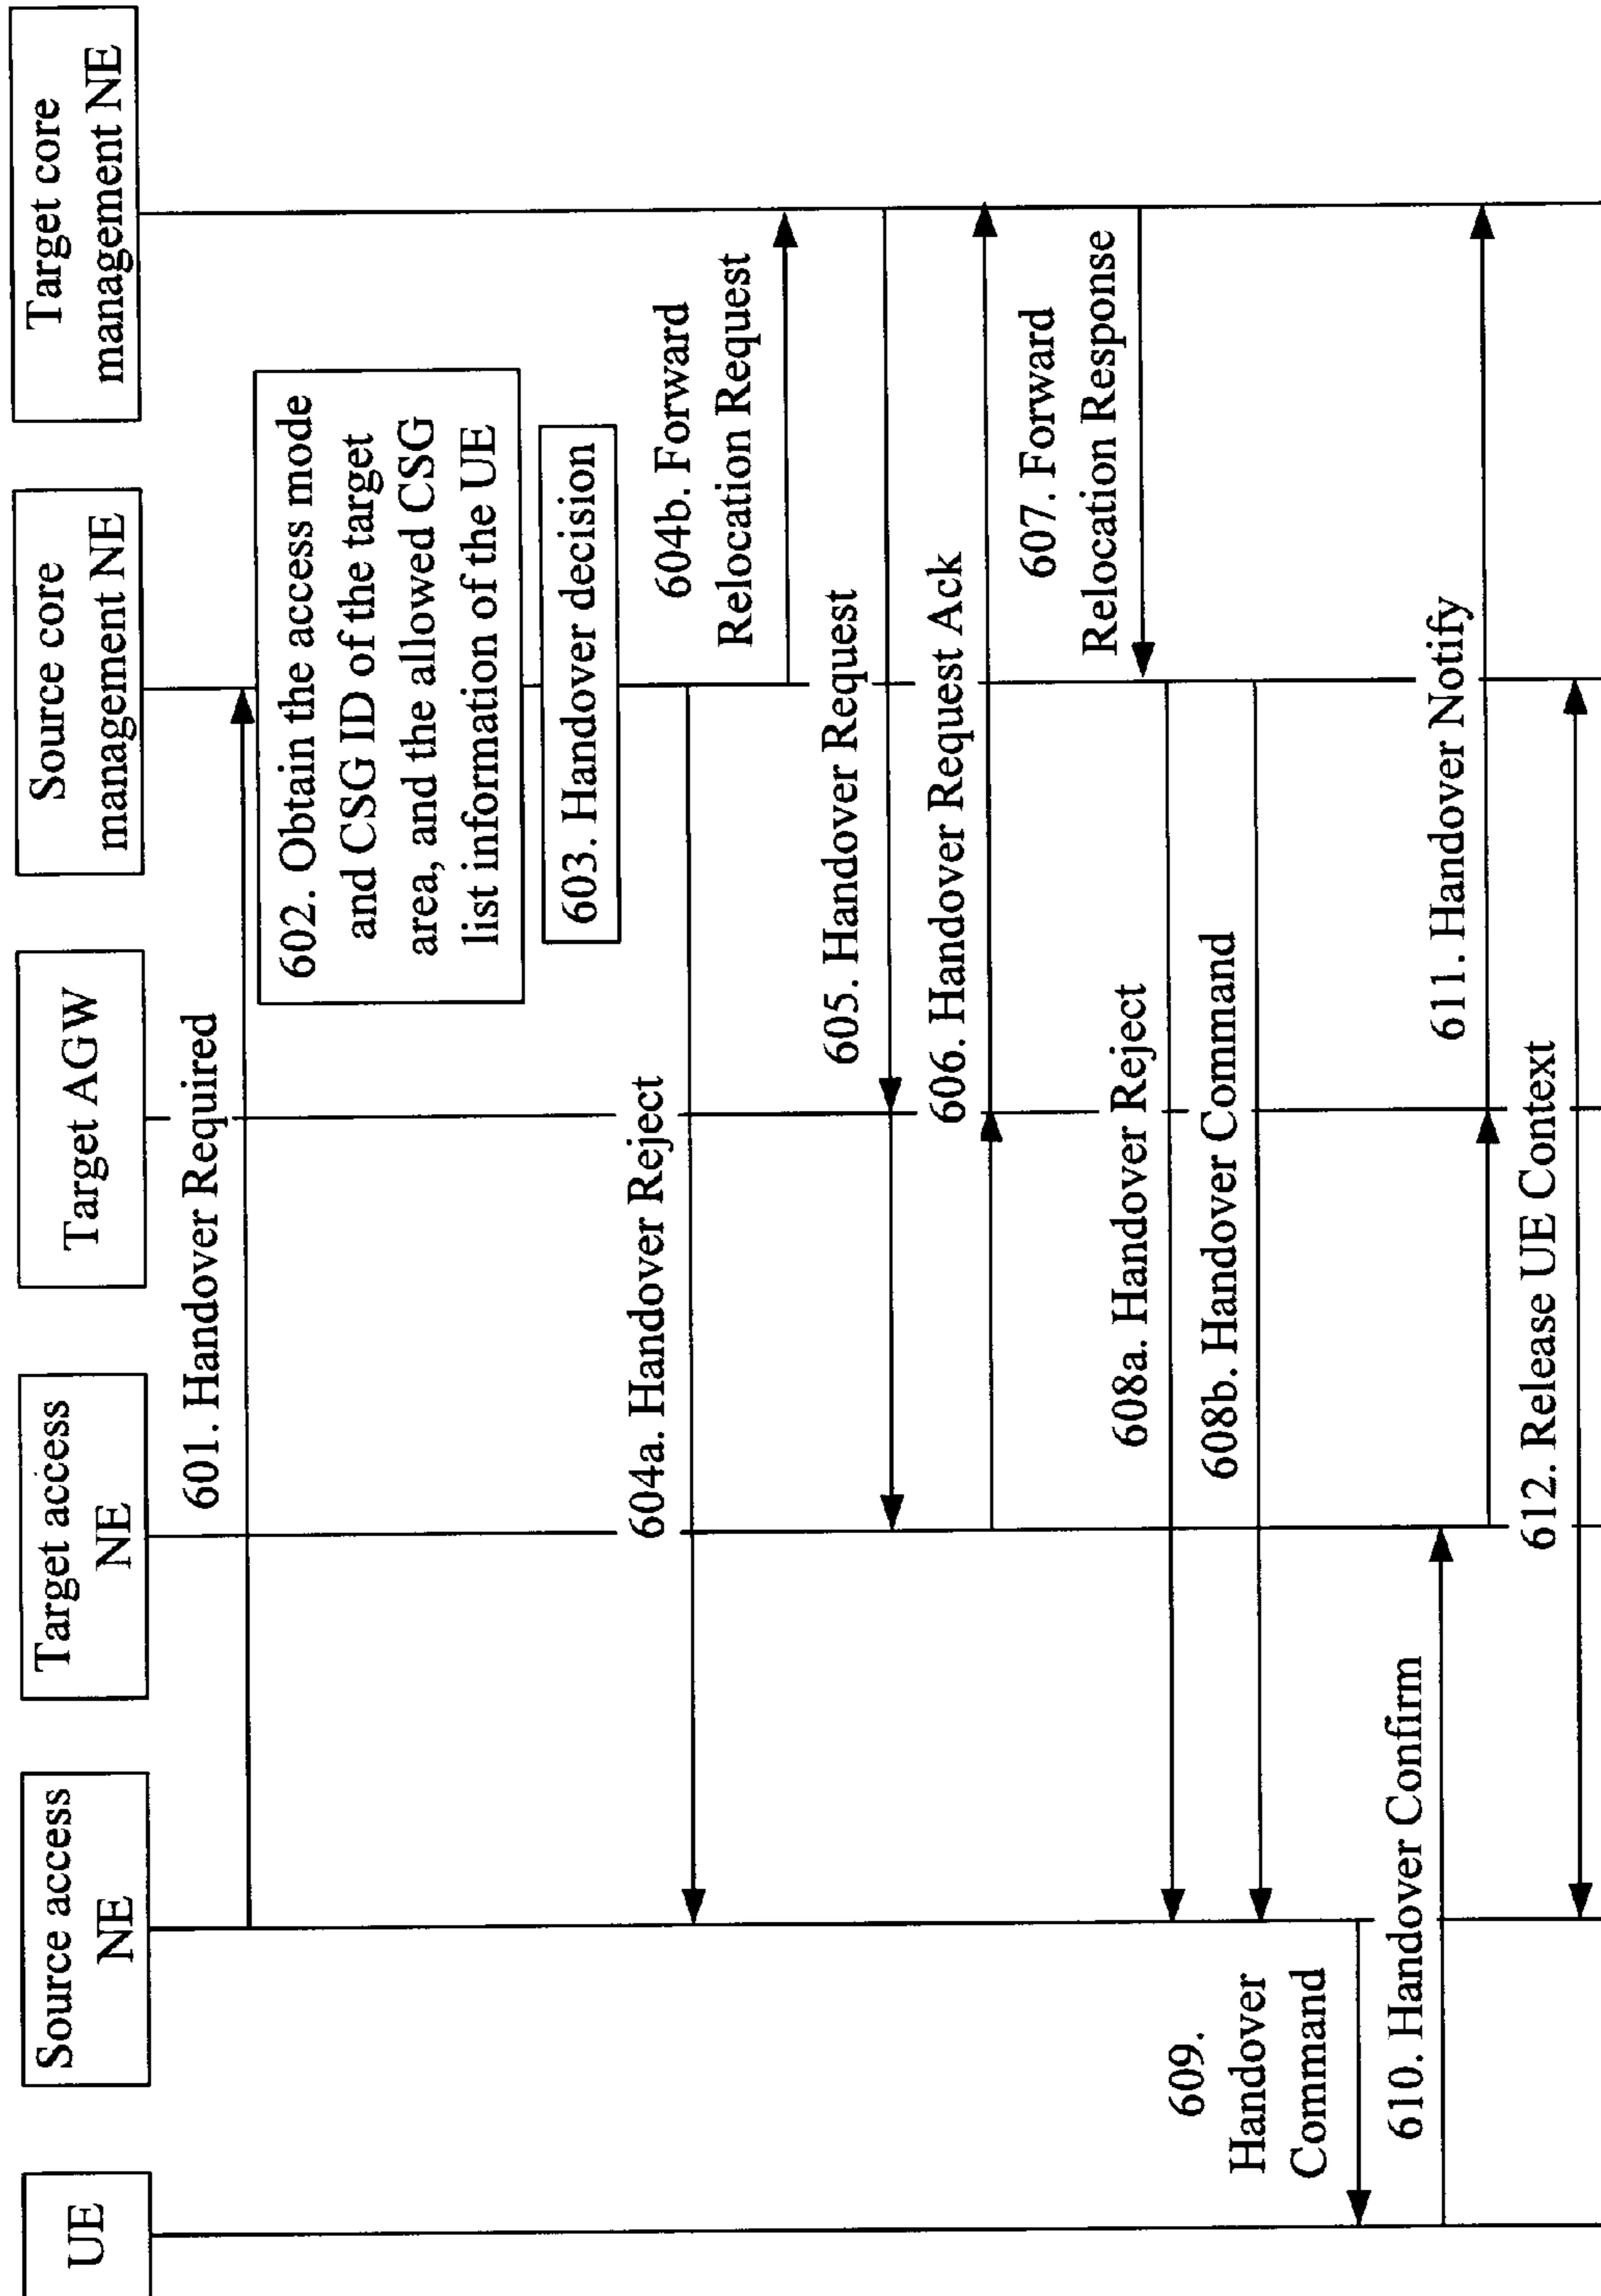 UE
Source access
NE
Target access
NE
Target AGW
Source core
management NE
Target core
management NE
601. Handover Required
602. Obtain the access mode
and CSG ID of the target
area, and the allowed CSG
list information of the UE
603. Handover decision
604a. Handover Reject
604b. Forward
Relocation Request
605. Handover Request
606. Handover Request Ack
607. Forward
Relocation Response
608a. Handover Reject
608b. Handover Command
609.
Handover
Command
610. Handover Confirm
611. Handover Notify
612. Release UE Context